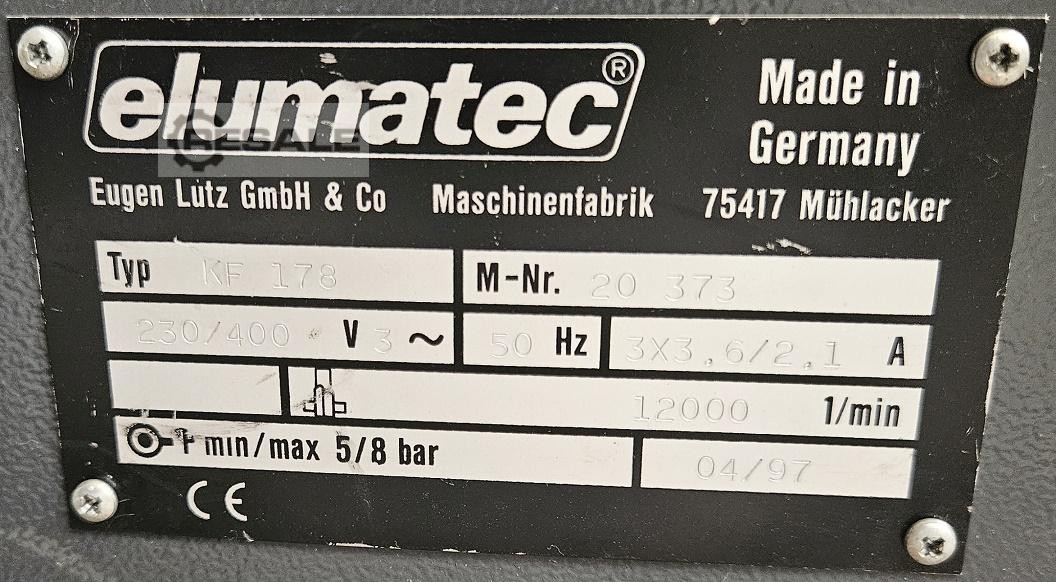 elumatec®
RESALE
Made in
Germany
Eugen Lutz GmbH & Co Maschinenfabrik 75417 Mühlacker
Typ KF 178 M-Nr. 20 373
230/400 V 3 ~ 50 Hz 3X3,6/2,1 A
12000 1/min
P min/max 5/8 bar 04/97
CE